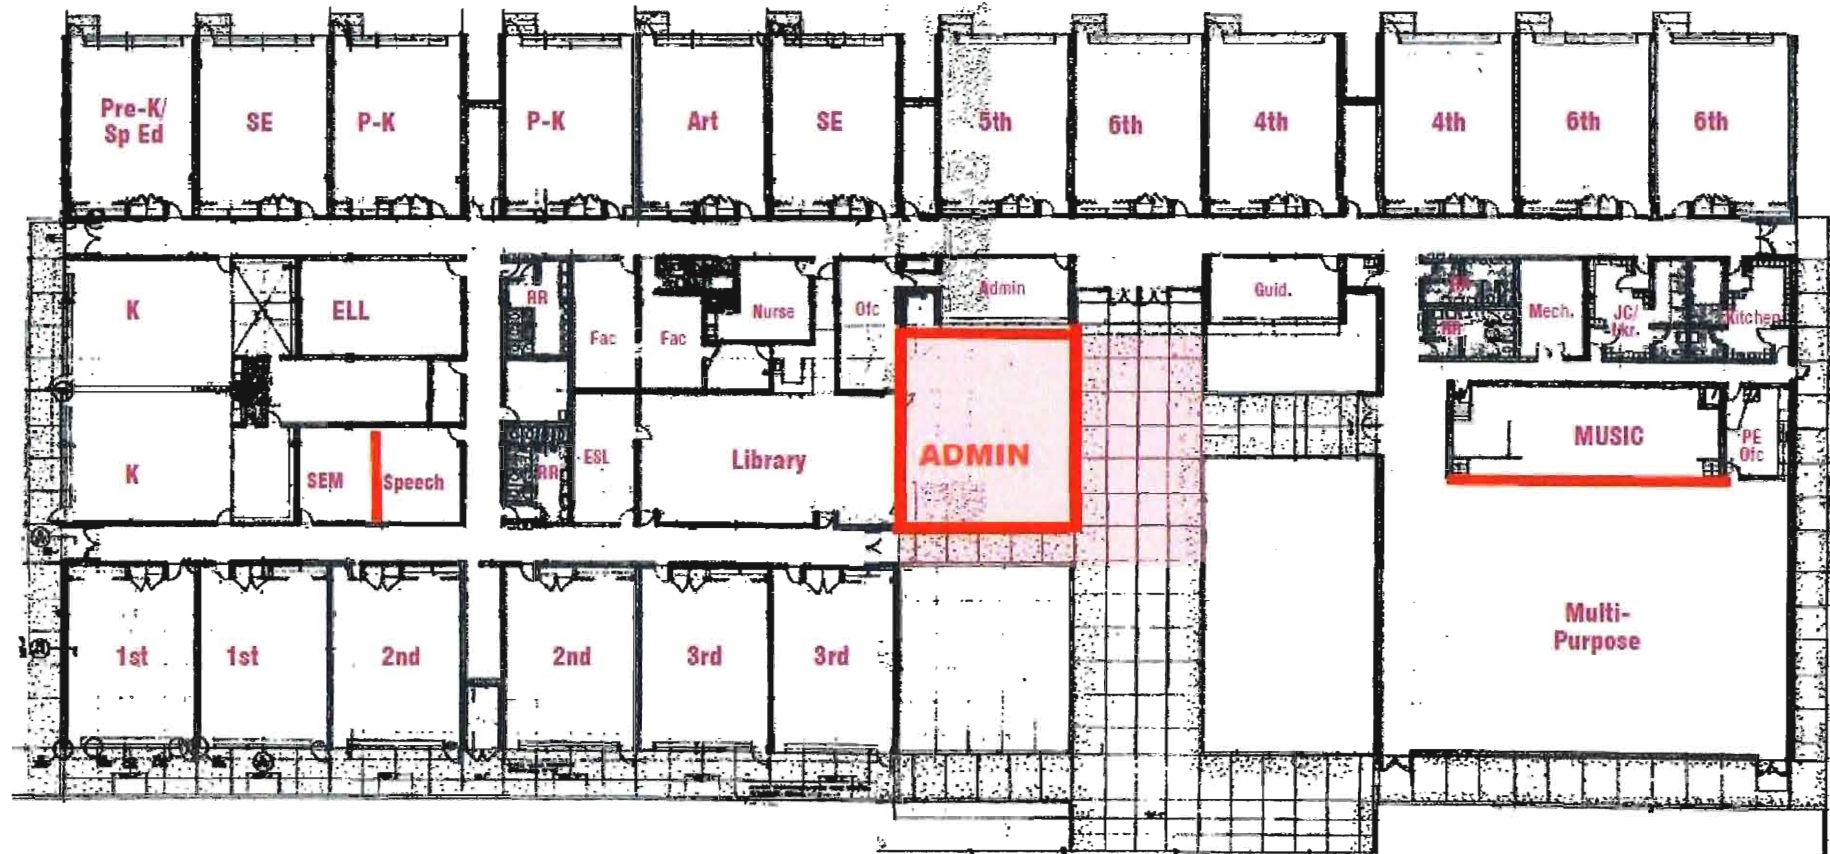 Pre-K/
Sp Ed
SE
P-K
P-K
Art
SE
5th
6th
4th
4th
6th
6th
K
ELL
RR
Fac
Fac
Nurse
Ofc
Admin
Guid.
RR
RR
Mech.
JC/
Kitchen
K
SEM
Speech
RR
ESL
Library
ADMIN
MUSIC
PE
Ofc
1st
1st
2nd
2nd
3rd
3rd
Multi-
Purpose